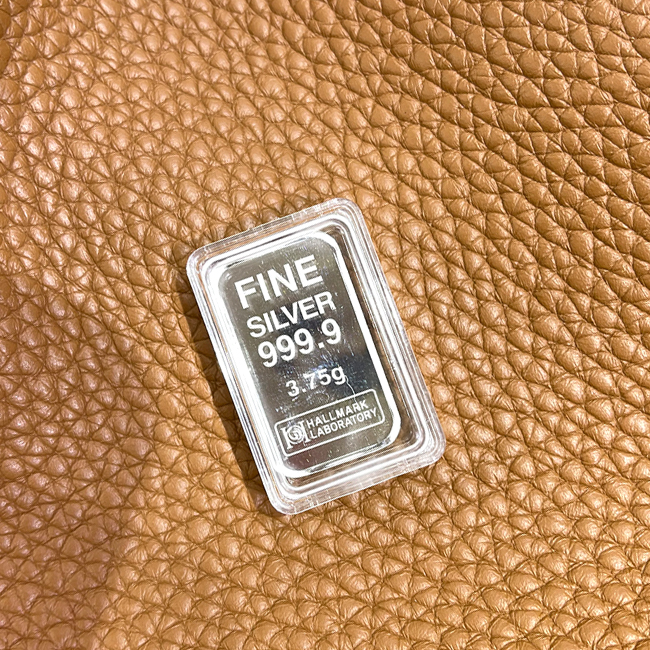 FINE
SILVER
999.9
3.75g
HALLMARK
LABORATORY